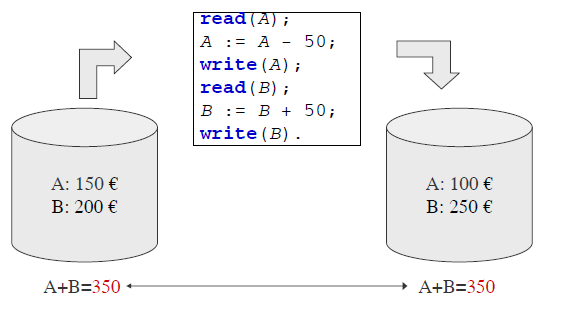 read(A);
A := A - 50;
write(A);
read(B);
B := B + 50;
write(B).
A: 150 €
B: 200 €
A: 100 €
B: 250 €
A+B=350
A+B=350